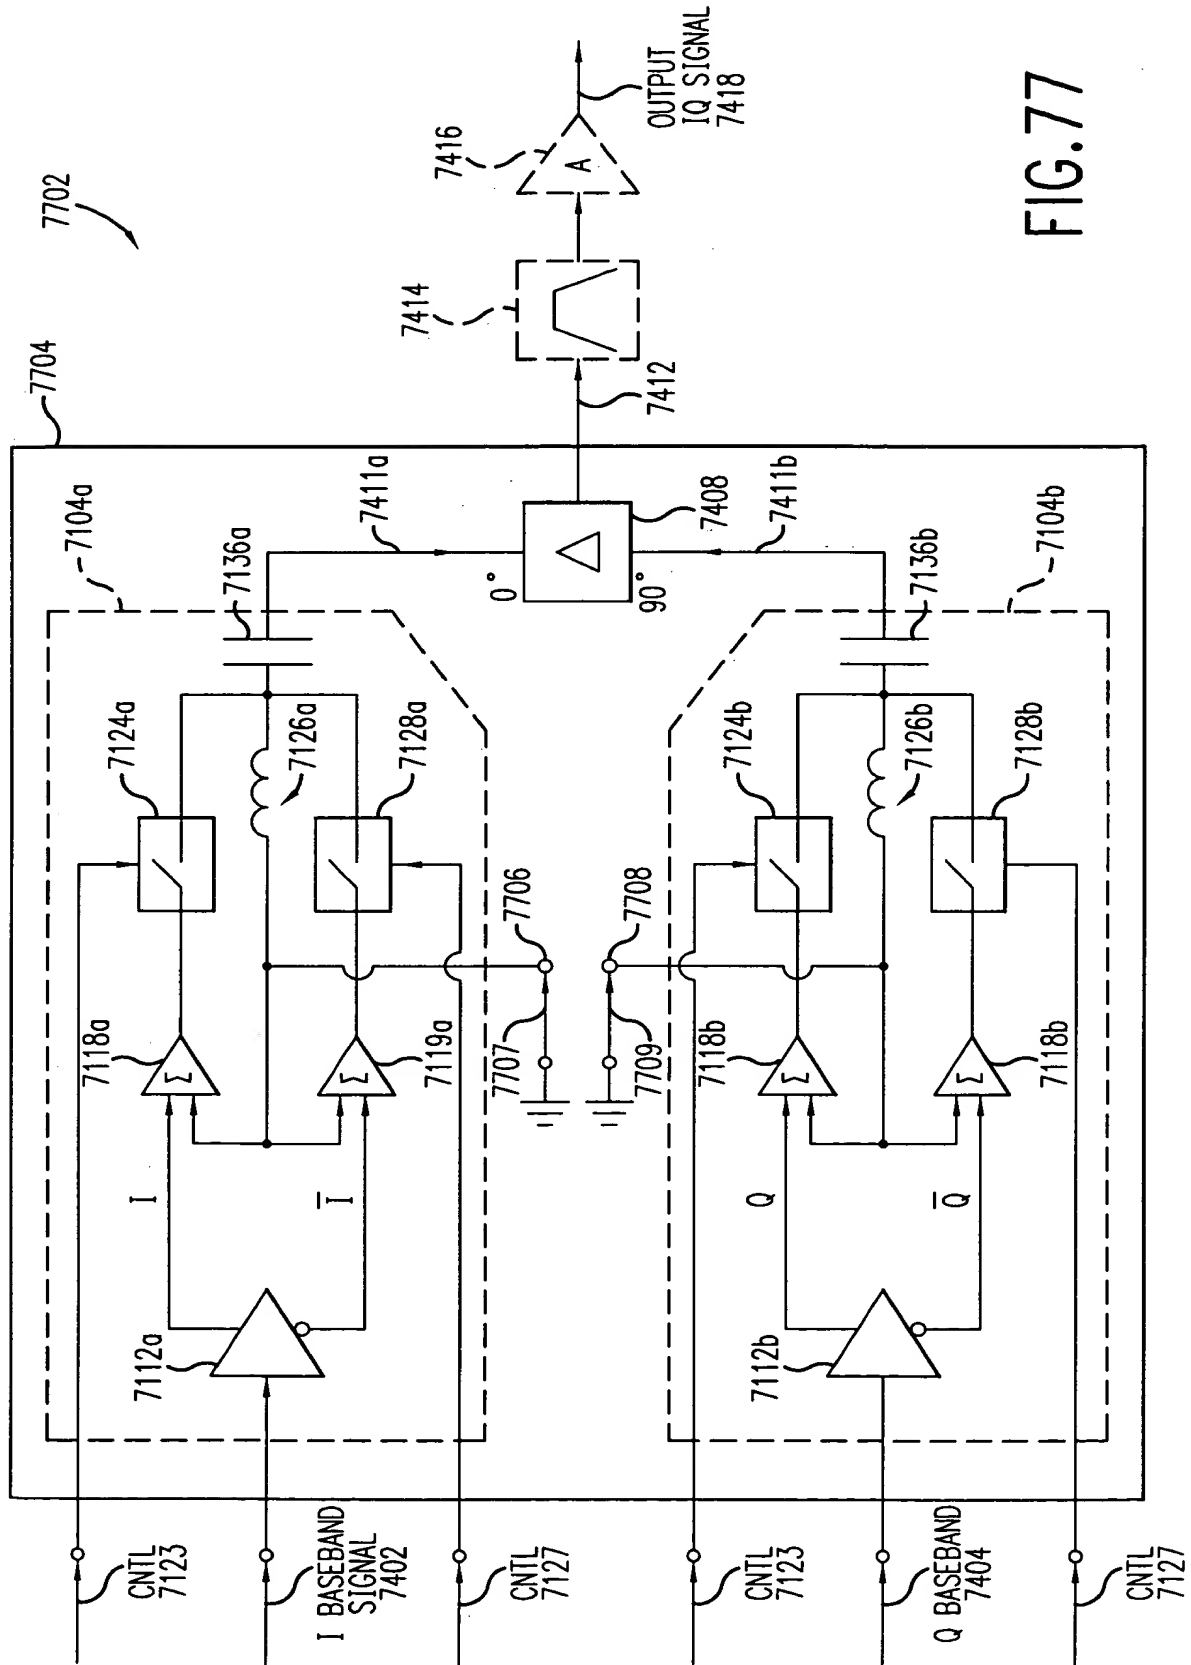 7702
7704
7104a
7124a
7136a
7118a
7126a
7128a
7119a
7112a
I
I̅
CNTL
7123
I BASEBAND
SIGNAL
7402
CNTL
7127
7411a
0°
7408
90°
7411b
7412
7414
7416
A
OUTPUT
IQ SIGNAL
7418
7706
7707
7708
7709
Σ
Σ
7104b
7124b
7136b
7118b
7126b
7128b
7118b
7112b
Q
Q̅
Σ
Σ
CNTL
7123
Q BASEBAND
7404
CNTL
7127
FIG.77